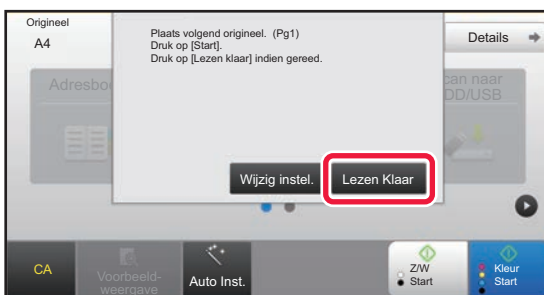 Origineel
A4
Plaats volgend origineel. (Pg1)
Druk op [Start].
Druk op [Lezen klaar] indien gereed.
Details
Adresbo
can naar
DD/USB
Wijzig instel.
Lezen Klaar
CA
Voorbeeld-
weergave
Auto Inst.
Z/W
Start
Kleur
Start